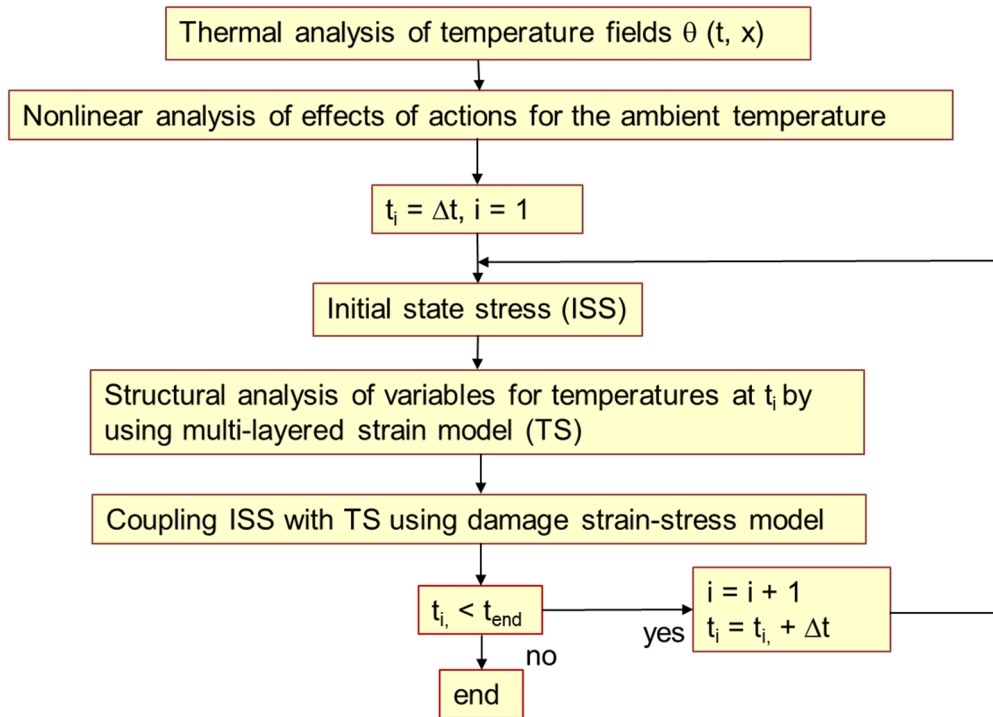 Thermal analysis of temperature fields θ (t, x)
Nonlinear analysis of effects of actions for the ambient temperature
tᵢ = Δt, i = 1
Initial state stress (ISS)
Structural analysis of variables for temperatures at tᵢ by
using multi-layered strain model (TS)
Coupling ISS with TS using damage strain-stress model
tᵢ, < t_end
yes
i = i + 1
tᵢ = tᵢ, + Δt
no
end